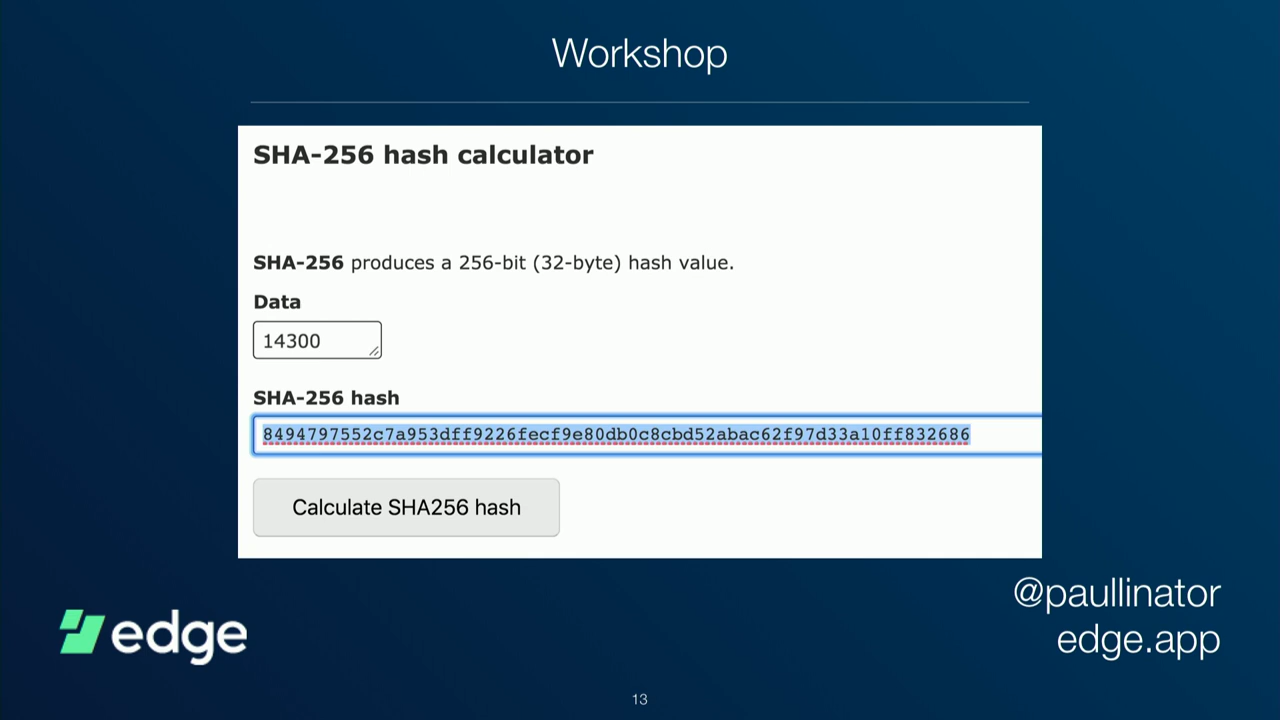 Workshop
SHA-256 hash calculator
SHA-256 produces a 256-bit (32-byte) hash value.
Data
14300
SHA-256 hash
8494797552c7a953dff9226fecf9e80db0c8cbd52abac62f97d33a10ff832686
Calculate SHA256 hash
@paullinator
edge.app
edge
13